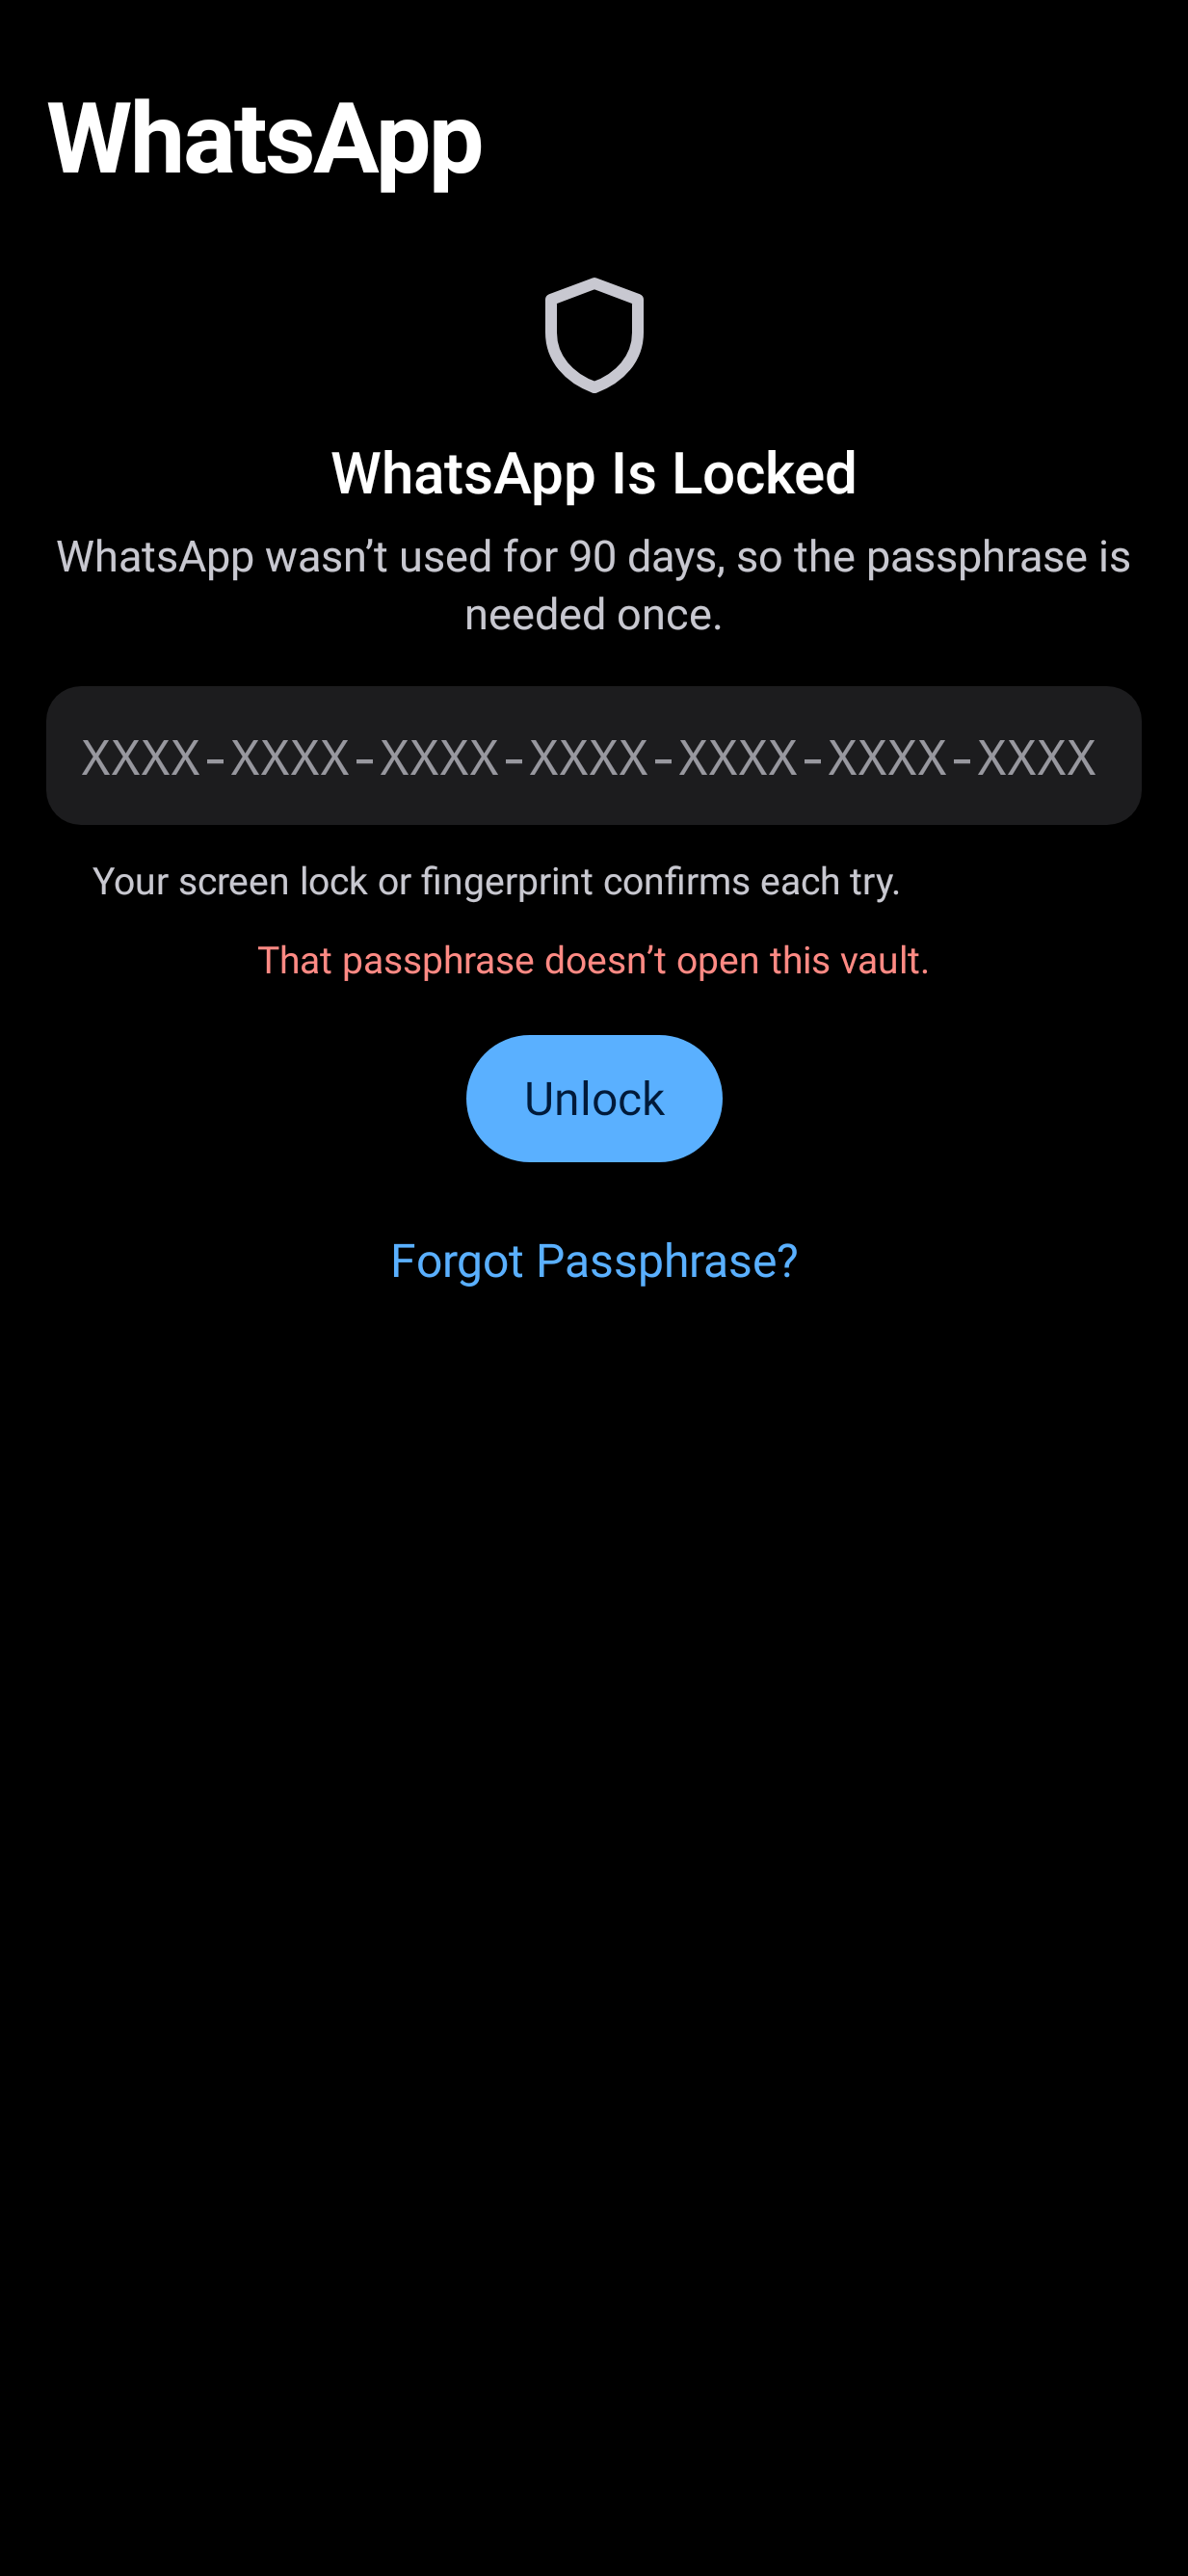 WhatsApp
WhatsApp Is Locked
WhatsApp wasn’t used for 90 days, so the passphrase is
needed once.
XXXX-XXXX-XXXX-XXXX-XXXX-XXXX-XXXX
Your screen lock or fingerprint confirms each try.
That passphrase doesn’t open this vault.
Unlock
Forgot Passphrase?